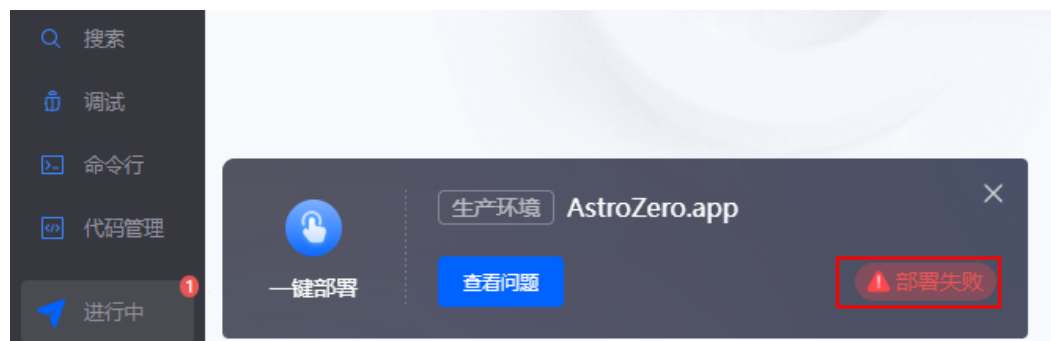 搜索
调试
命令行
代码管理
1
进行中
一键部署
生产环境 AstroZero.app
查看问题
部署失败